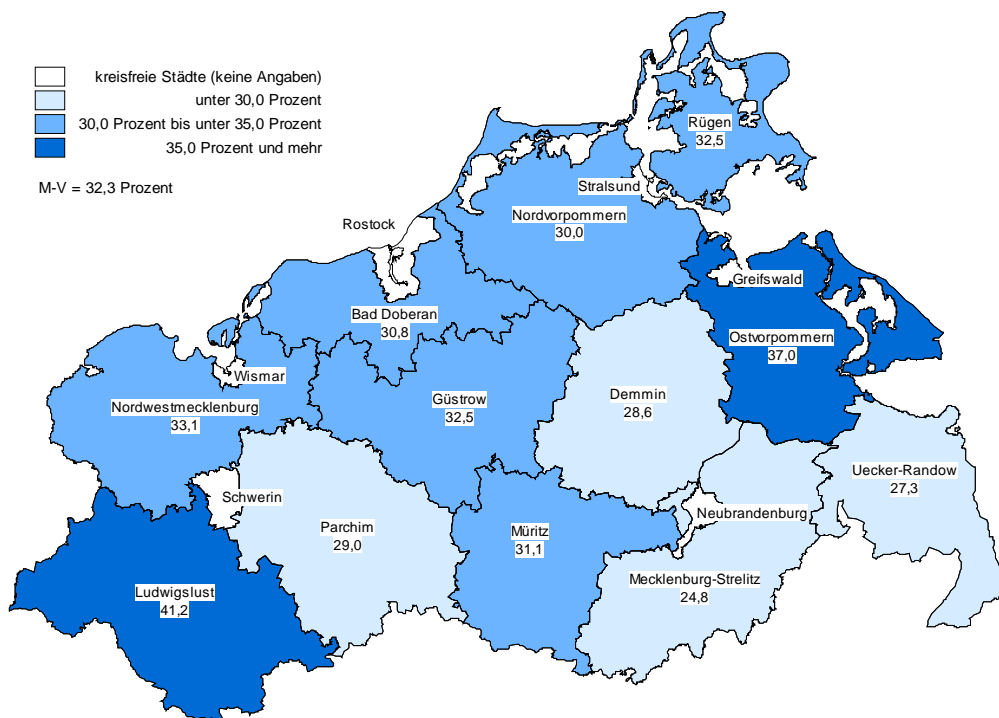 kreisfreie Städte (keine Angaben)
unter 30,0 Prozent
30,0 Prozent bis unter 35,0 Prozent
35,0 Prozent und mehr
M-V = 32,3 Prozent
Rügen
32,5
Stralsund
Nordvorpommern
30,0
Rostock
Greifswald
Bad Doberan
30,8
Ostvorpommern
37,0
Wismar
Nordwestmecklenburg
33,1
Güstrow
32,5
Demmin
28,6
Uecker-Randow
27,3
Schwerin
Neubrandenburg
Parchim
29,0
Müritz
31,1
Mecklenburg-Strelitz
24,8
Ludwigslust
41,2